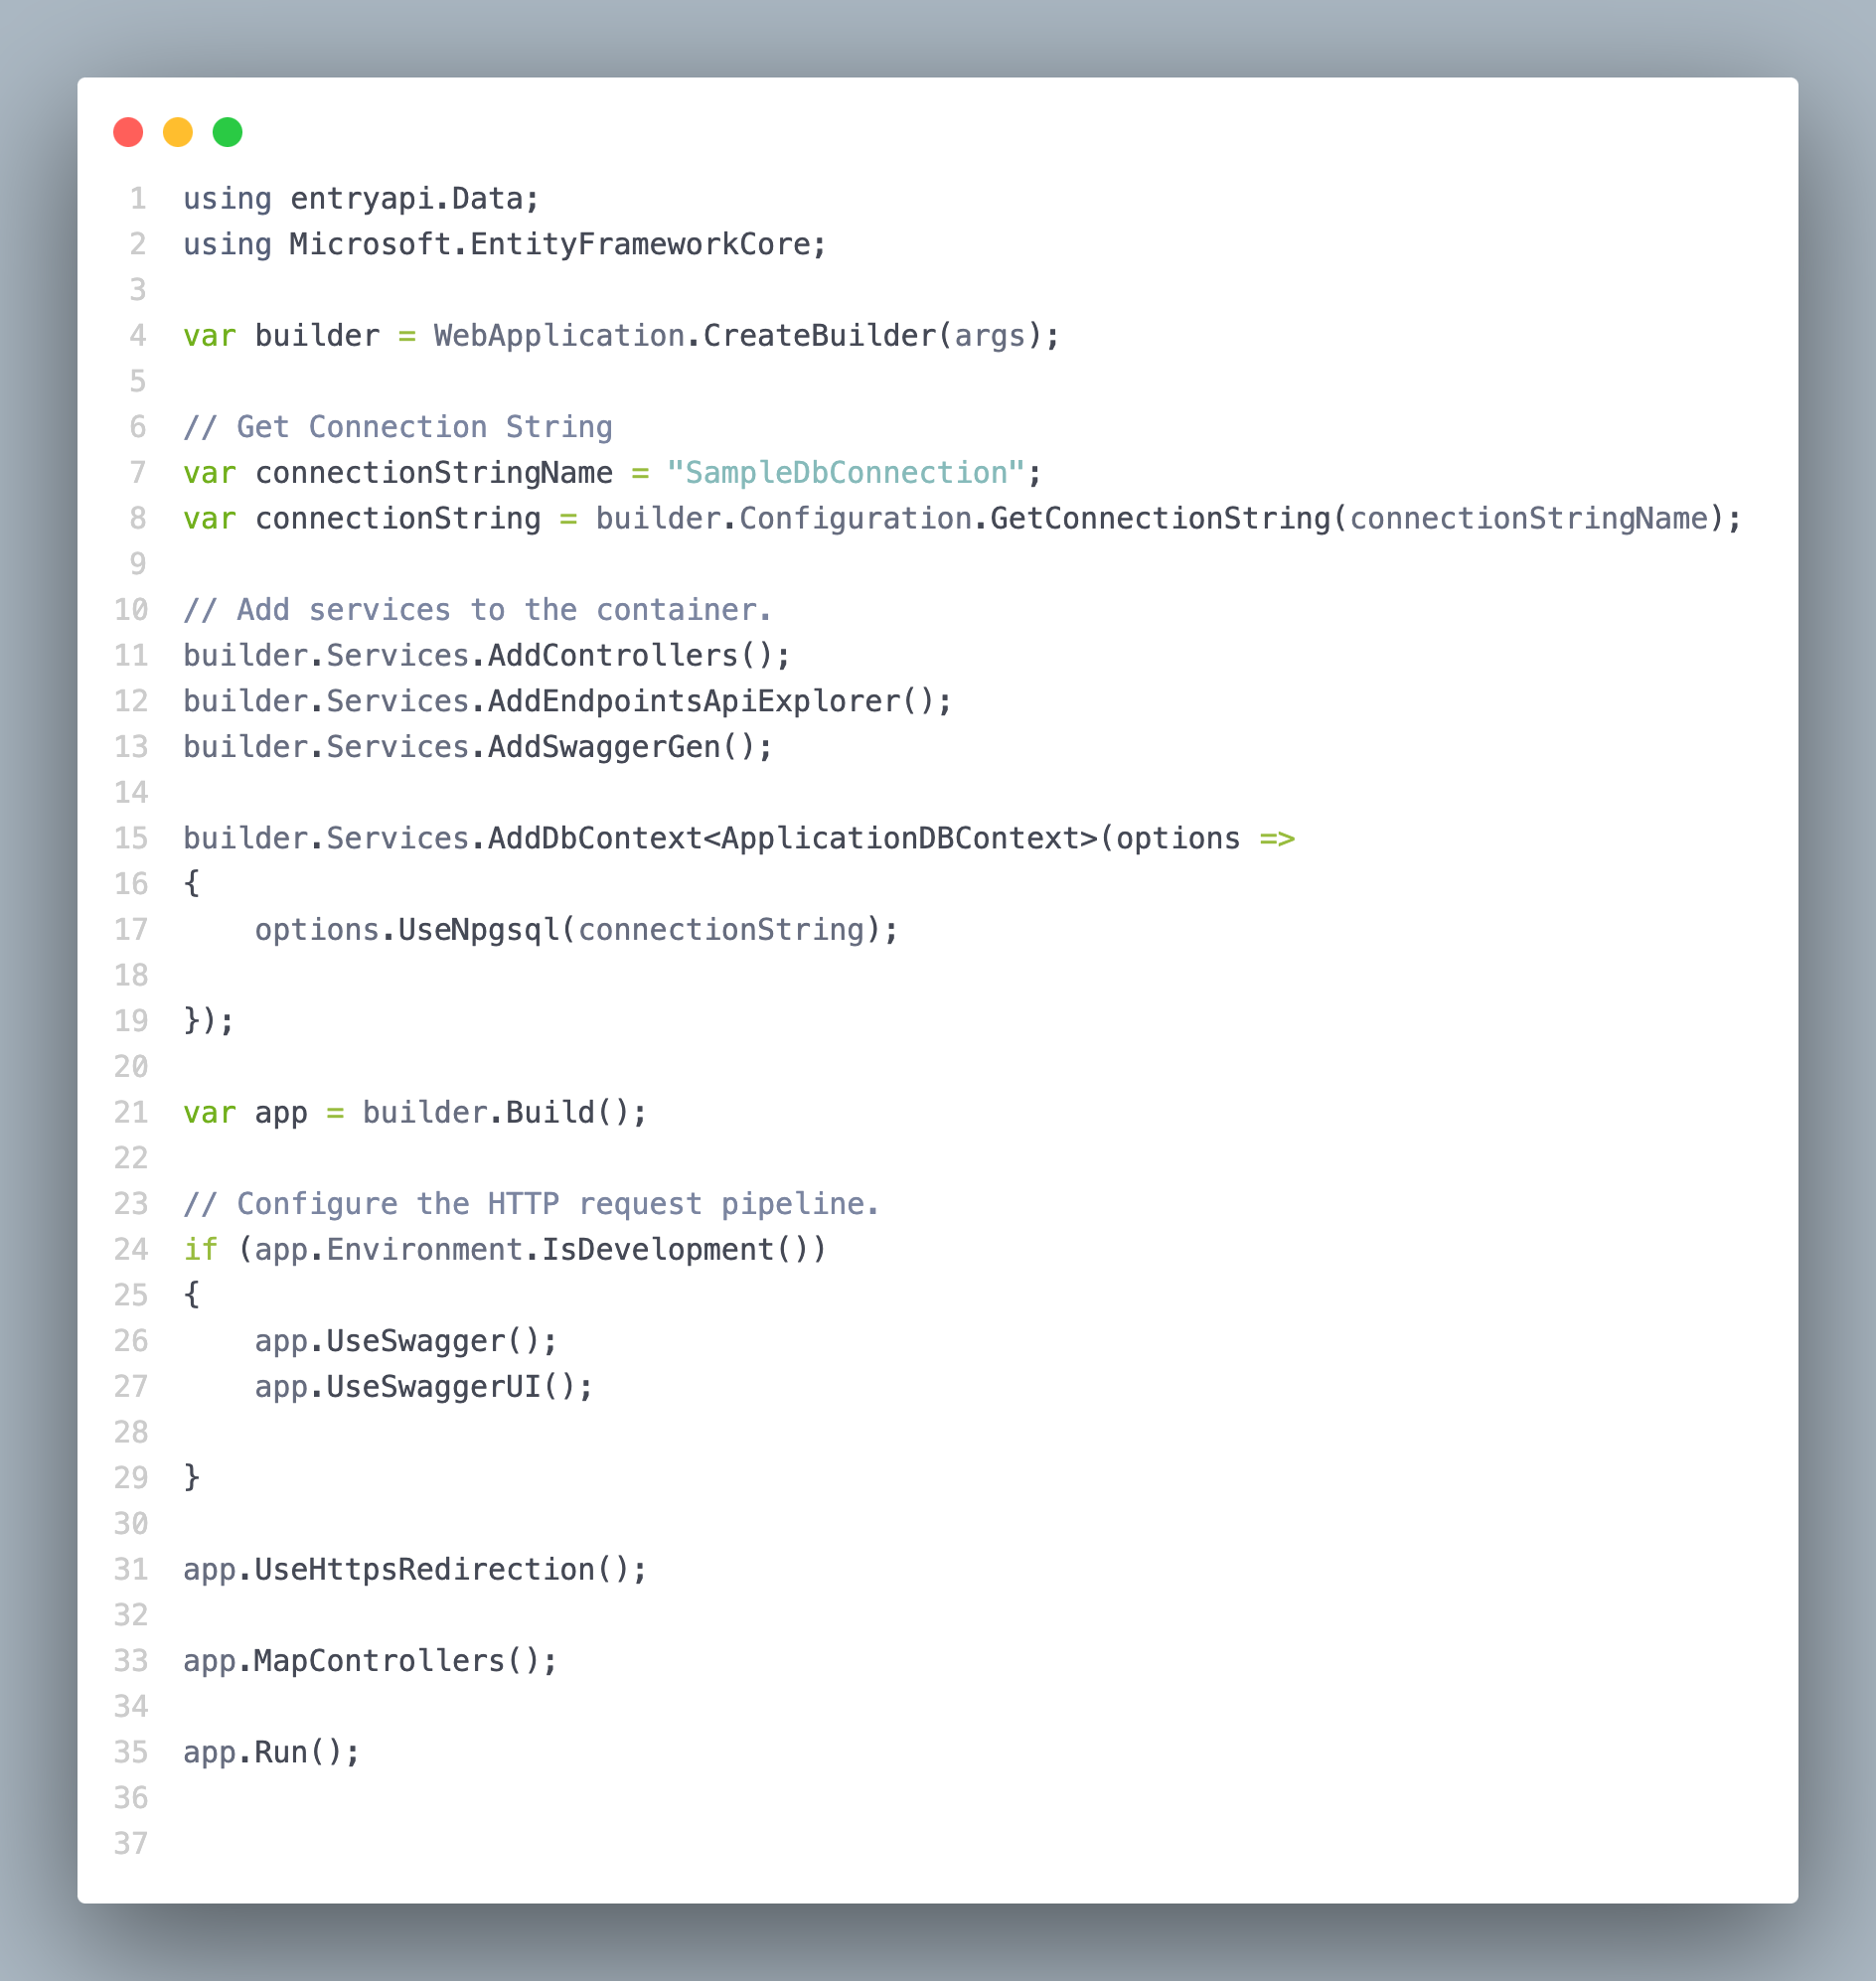 1 using entryapi.Data;
2 using Microsoft.EntityFrameworkCore;
3
4 var builder = WebApplication.CreateBuilder(args);
5
6 // Get Connection String
7 var connectionStringName = "SampleDbConnection";
8 var connectionString = builder.Configuration.GetConnectionString(connectionStringName);
9
10 // Add services to the container.
11 builder.Services.AddControllers();
12 builder.Services.AddEndpointsApiExplorer();
13 builder.Services.AddSwaggerGen();
14
15 builder.Services.AddDbContext<ApplicationDBContext>(options =>
16 {
17     options.UseNpgsql(connectionString);
18
19 });
20
21 var app = builder.Build();
22
23 // Configure the HTTP request pipeline.
24 if (app.Environment.IsDevelopment())
25 {
26     app.UseSwagger();
27     app.UseSwaggerUI();
28
29 }
30
31 app.UseHttpsRedirection();
32
33 app.MapControllers();
34
35 app.Run();
36
37